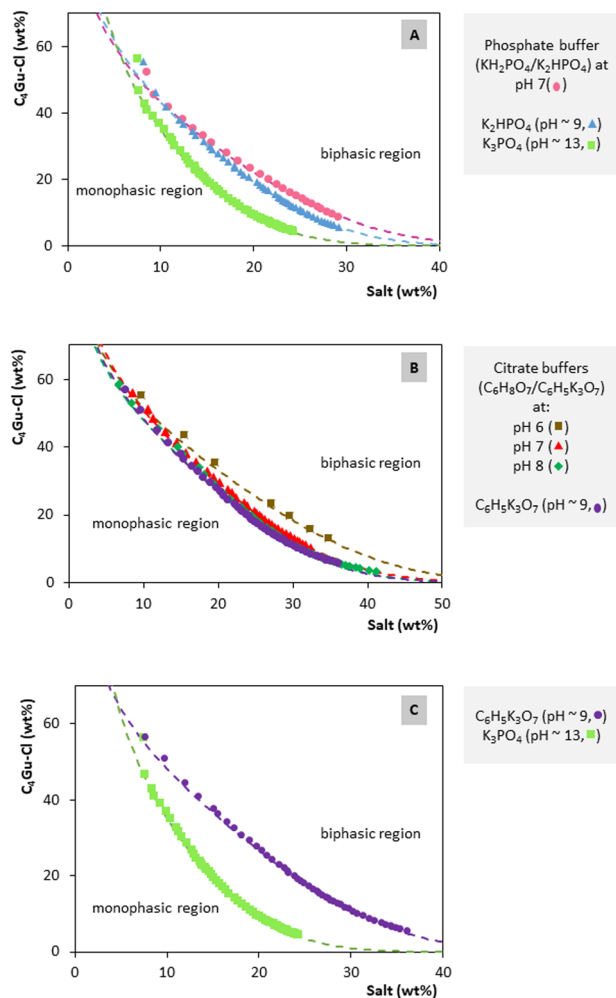 A
C₄Gu-Cl (wt%)
60
40
20
0
0 10 20 30 40
Salt (wt%)
biphasic region
monophasic region
Phosphate buffer
(KH₂PO₄/K₂HPO₄) at
pH 7(●)
K₂HPO₄ (pH ~ 9,▲)
K₃PO₄ (pH ~ 13,■)
B
C₄Gu-Cl (wt%)
60
40
20
0
0 10 20 30 40 50
Salt (wt%)
biphasic region
monophasic region
Citrate buffers
(C₆H₈O₇/C₆H₅K₃O₇)
at:
pH 6 (■)
pH 7 (▲)
pH 8 (◆)
C₆H₅K₃O₇ (pH ~ 9,●)
C
C₄Gu-Cl (wt%)
60
40
20
0
0 10 20 30 40
Salt (wt%)
biphasic region
monophasic region
C₆H₅K₃O₇ (pH ~ 9,●)
K₃PO₄ (pH ~ 13,■)